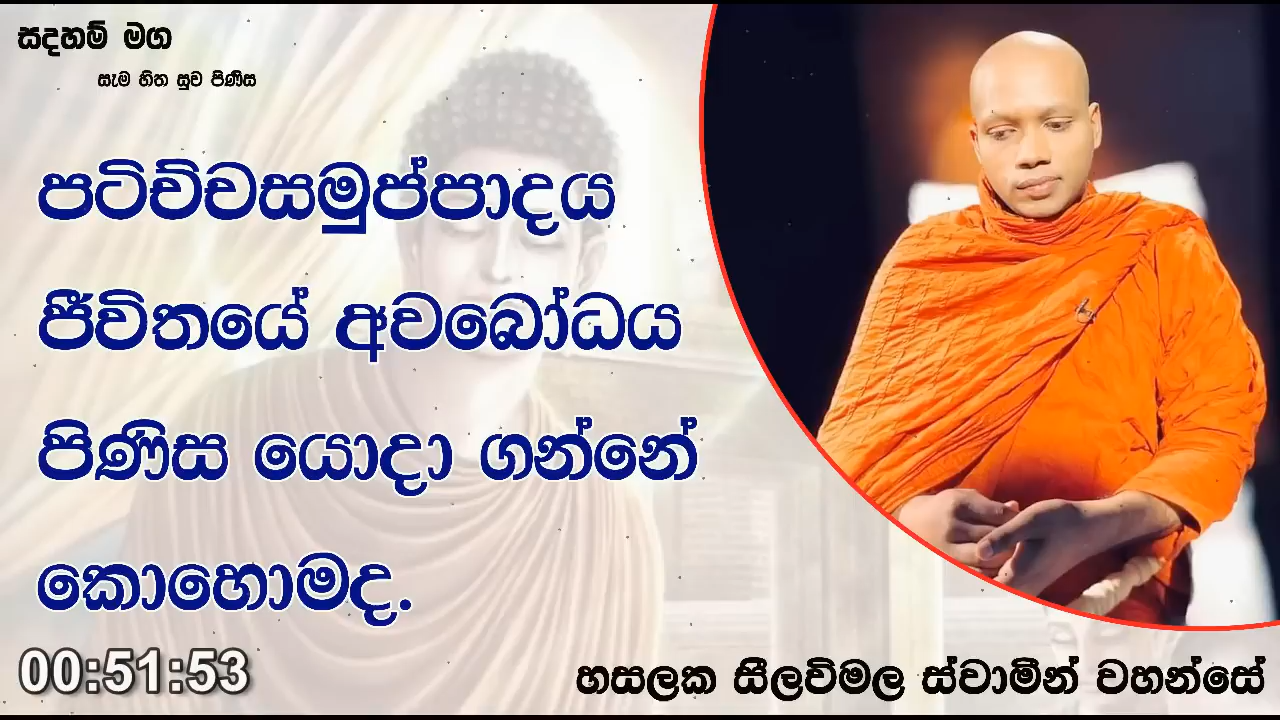 සදහම් මග
සැම හිත සුව පිණිස
පටිච්චසමුප්පාදය
ජීවිතයේ අවබෝධය
පිණිස යොදා ගන්නේ
කොහොමද.
00:51:53
හසලක සීලවිමල ස්වාමීන් වහන්සේ